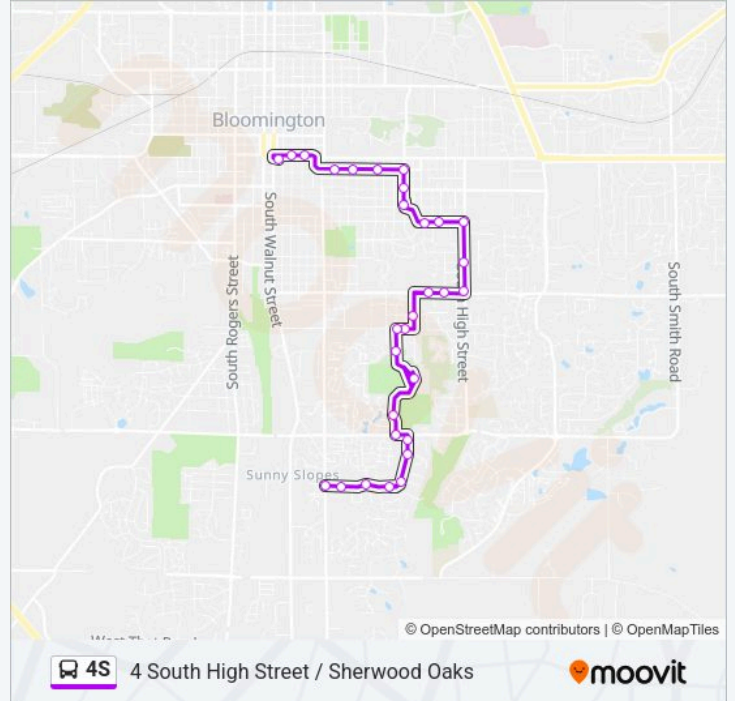 Bloomington
South Walnut Street
South Rogers Street
High Street
South Smith Road
Sunny Slopes
© OpenStreetMap contributors | © OpenMapTiles
4S
4 South High Street / Sherwood Oaks
moovit